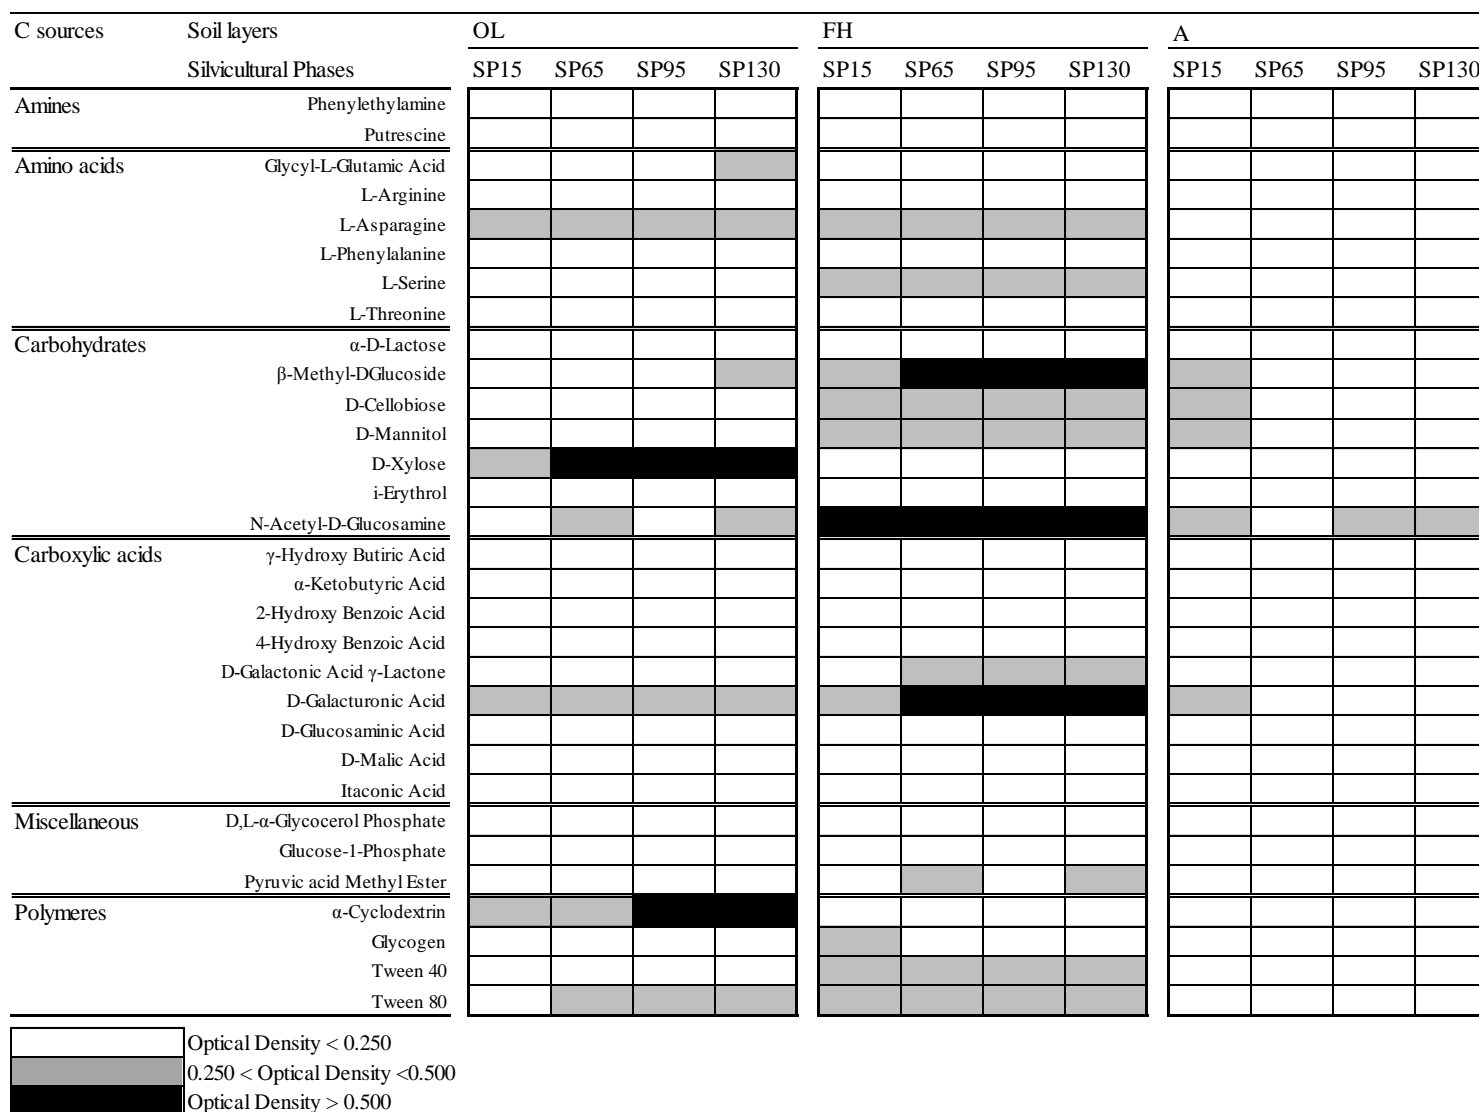 C sources Soil layers OL FH A
Silvicultural Phases SP15 SP65 SP95 SP130 SP15 SP65 SP95 SP130 SP15 SP65 SP95 SP130
Amines Phenylethylamine
Putrescine
Amino acids Glycyl-L-Glutamic Acid
L-Arginine
L-Asparagine
L-Phenylalanine
L-Serine
L-Threonine
Carbohydrates α-D-Lactose
β-Methyl-DGlucoside
D-Cellobiose
D-Mannitol
D-Xylose
i-Erythrol
N-Acetyl-D-Glucosamine
Carboxylic acids γ-Hydroxy Butiric Acid
α-Ketobutyric Acid
2-Hydroxy Benzoic Acid
4-Hydroxy Benzoic Acid
D-Galactonic Acid γ-Lactone
D-Galacturonic Acid
D-Glucosaminic Acid
D-Malic Acid
Itaconic Acid
Miscellaneous D,L-α-Glycocerol Phosphate
Glucose-1-Phosphate
Pyruvic acid Methyl Ester
Polymeres α-Cyclodextrin
Glycogen
Tween 40
Tween 80
Optical Density < 0.250
0.250 < Optical Density <0.500
Optical Density > 0.500